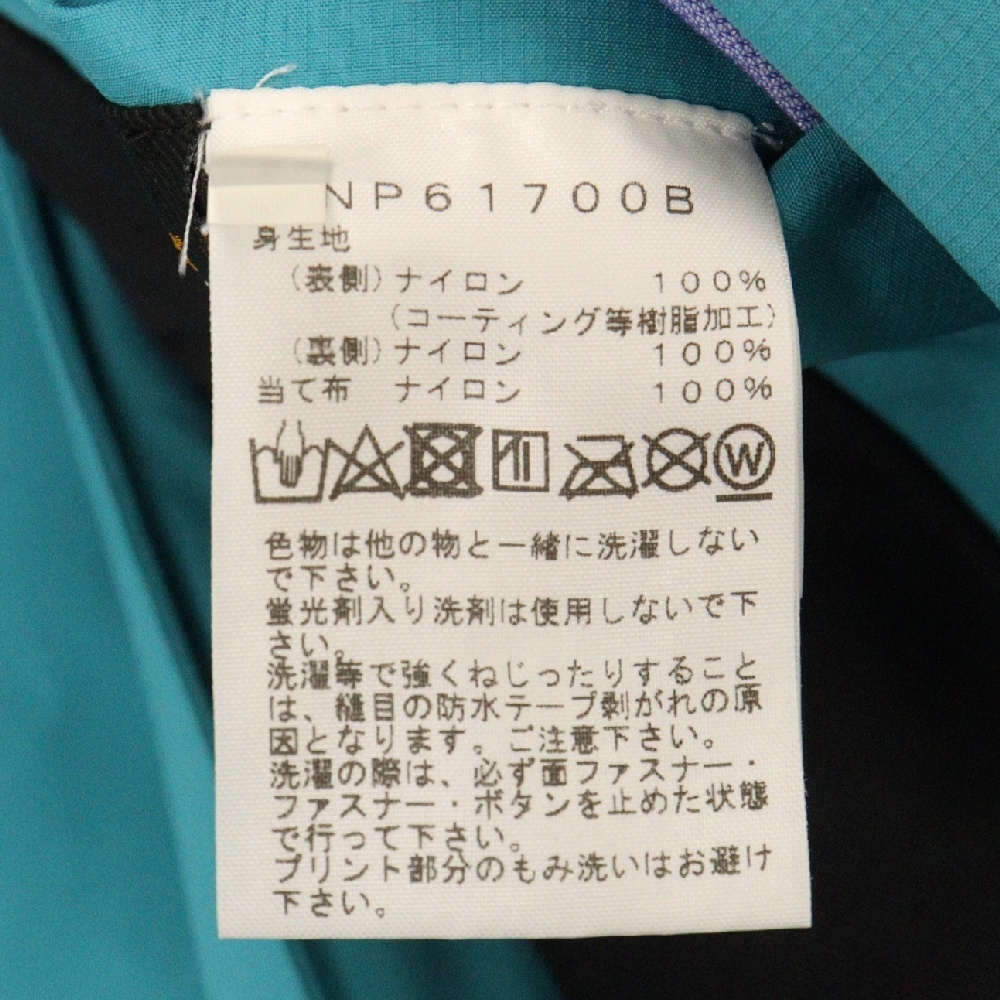 NP61700B
身生地
(表側)ナイロン 100%
(コーティング等樹脂加工)
(裏側)ナイロン 100%
当て布 ナイロン 100%
W
色物は他の物と一緒に洗濯しない
で下さい。
蛍光剤入り洗剤は使用しないで下
さい。
洗濯等で強くねじったりすること
は、縫目の防水テープ剥がれの原
因となります。ご注意下さい。
洗濯の際は、必ず面ファスナー・
ファスナー・ボタンを止めた状態
で行って下さい。
プリント部分のもみ洗いはお避け
下さい。